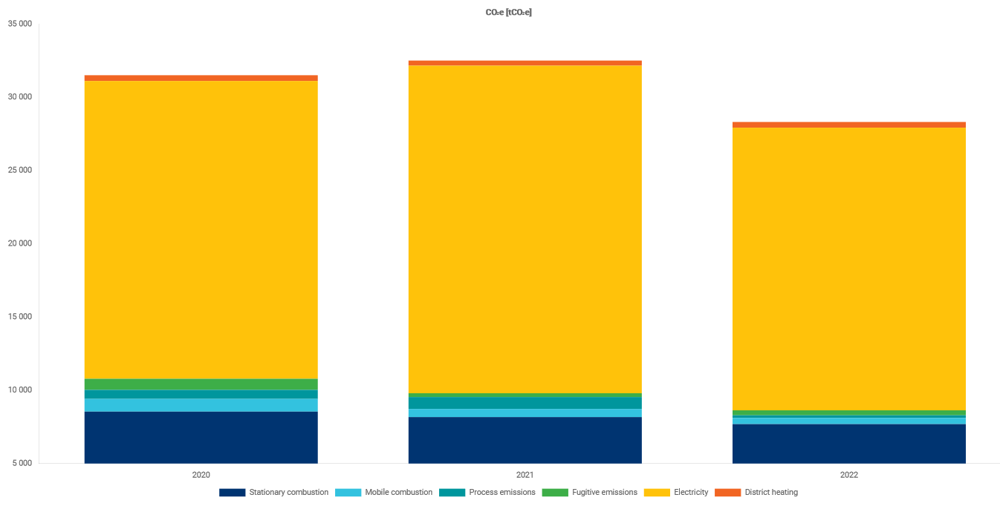 CO₂e [tCO₂e]
35 000
30 000
25 000
20 000
15 000
10 000
5 000
2020 2021 2022
Stationary combustion Mobile combustion Process emissions Fugitive emissions Electricity District heating